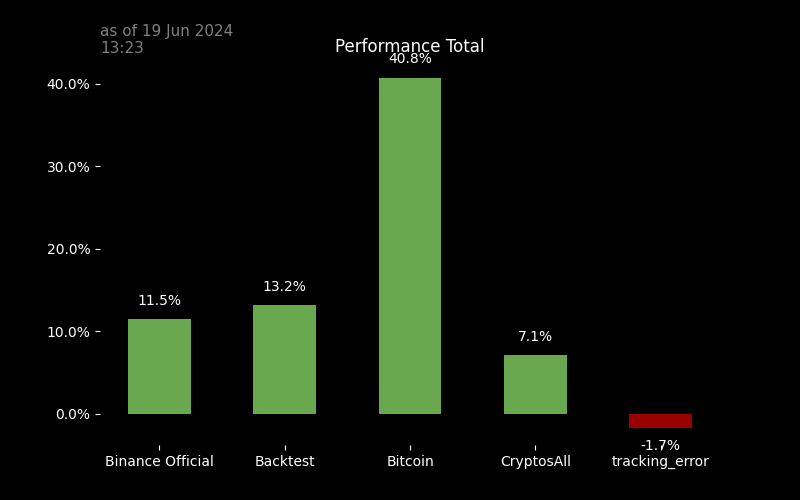 as of 19 Jun 2024
13:23
Performance Total
40.8%
40.0%
30.0%
20.0%
13.2%
11.5%
10.0%
7.1%
0.0%
-1.7%
Binance Official
Backtest
Bitcoin
CryptosAll
tracking_error